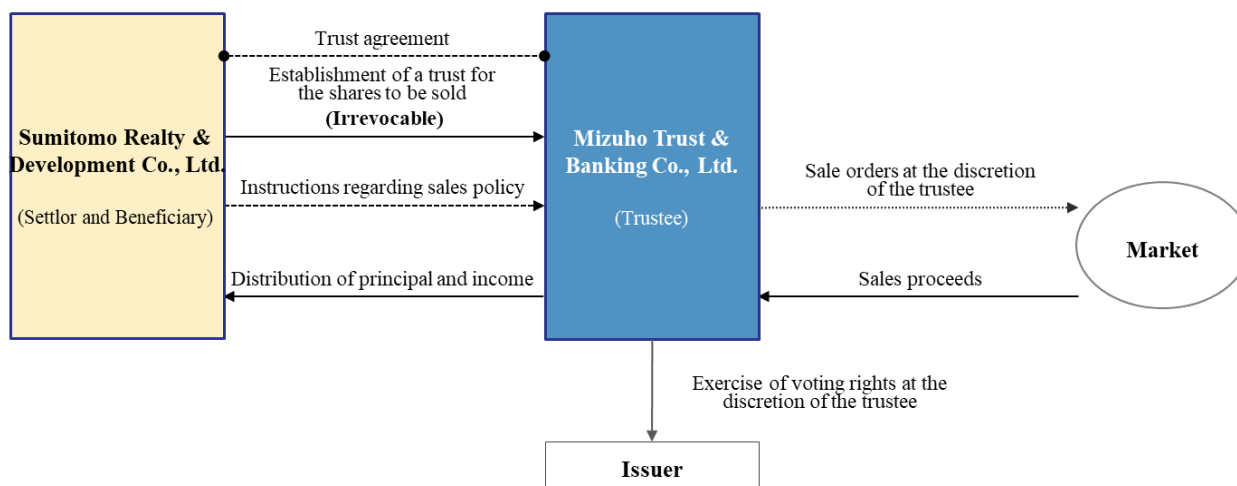 Trust agreement
Establishment of a trust for
the shares to be sold
(Irrevocable)
Sumitomo Realty &
Development Co., Ltd.
(Settlor and Beneficiary)
Mizuho Trust &
Banking Co., Ltd.
(Trustee)
Instructions regarding sales policy
Sale orders at the discretion
of the trustee
Market
Distribution of principal and income
Sales proceeds
Exercise of voting rights at the
discretion of the trustee
Issuer